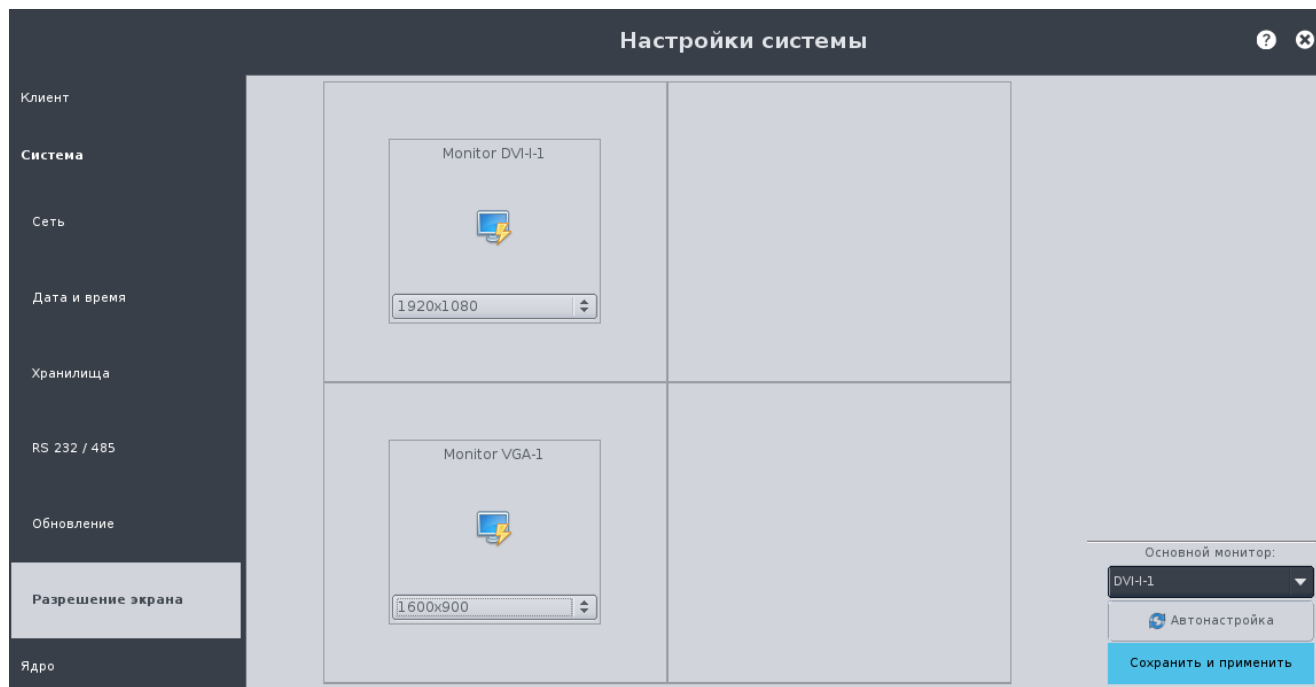 Настройки системы
?
Клиент
Система
Сеть
Дата и время
Хранилища
RS 232 / 485
Обновление
Разрешение экрана
Ядро
Monitor DVI-I-1
1920x1080
Monitor VGA-1
1600x900
Основной монитор:
DVI-I-1
Автонастройка
Сохранить и применить